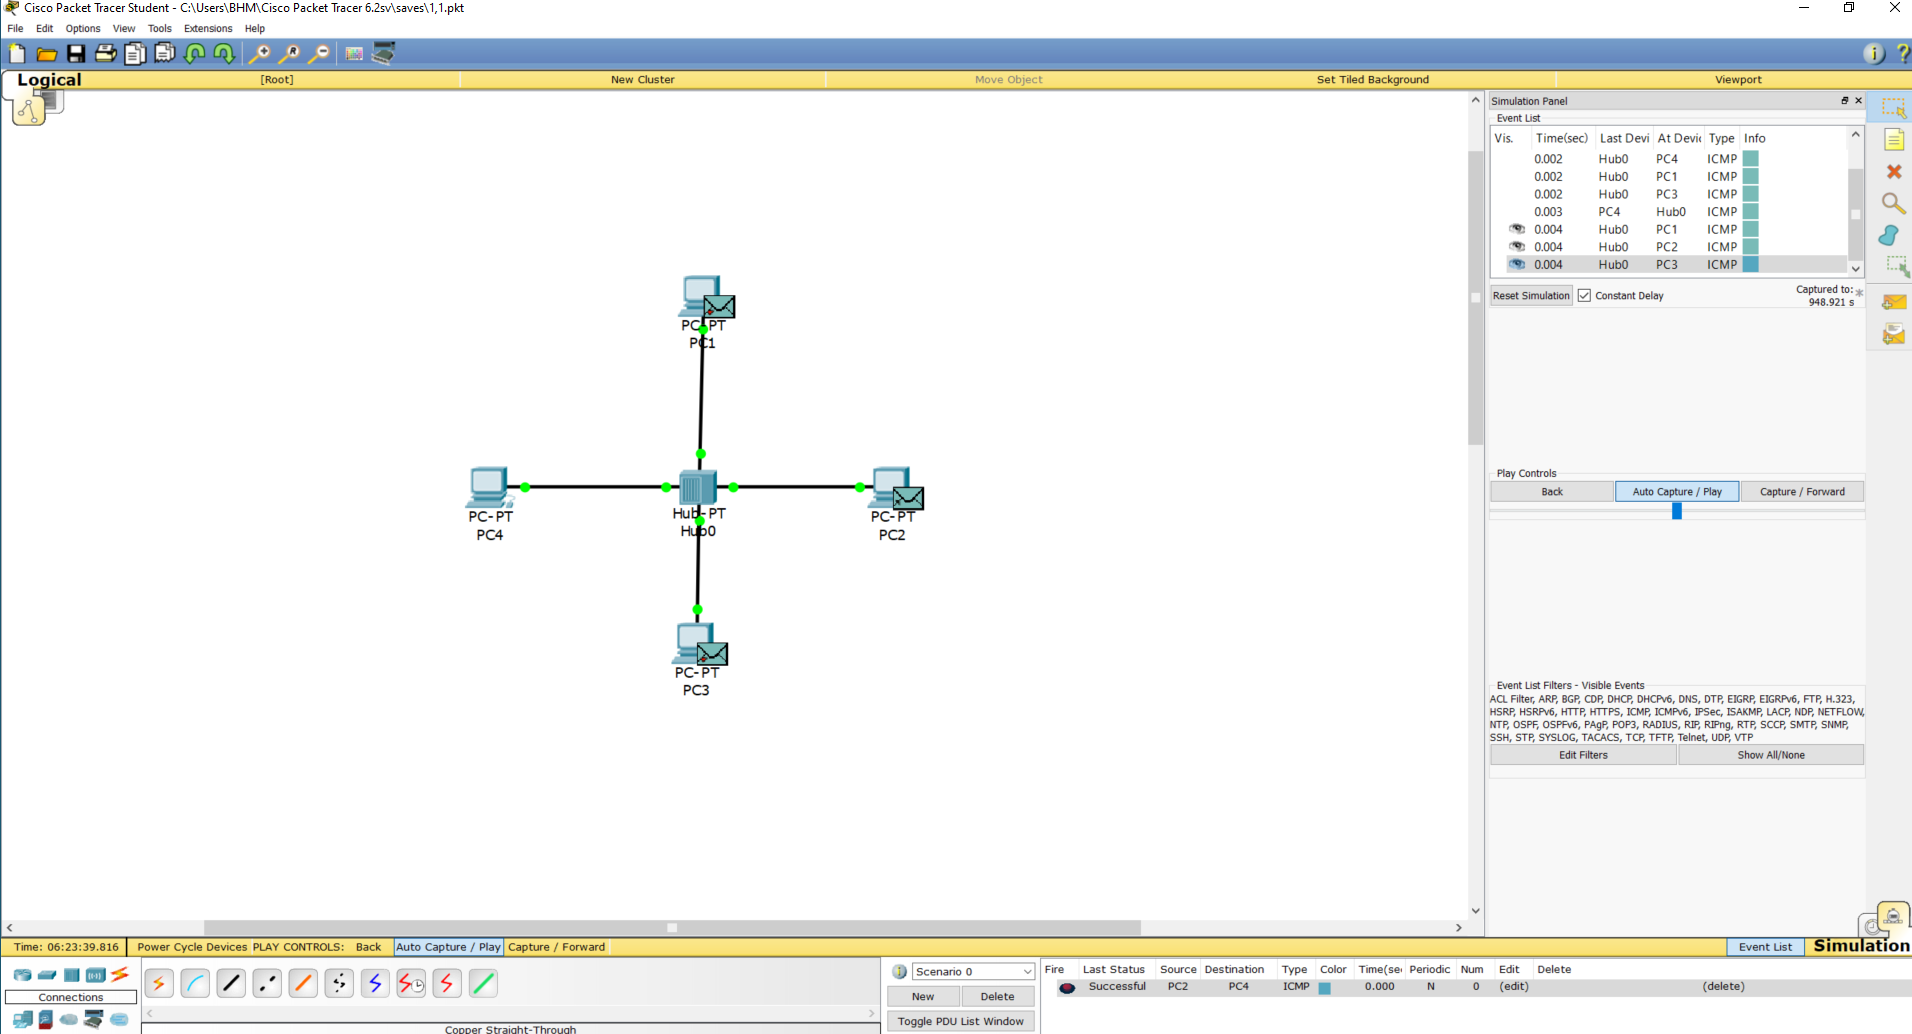 Cisco Packet Tracer Student - C:\Users\BHM\Cisco Packet Tracer 6.2sv\saves\1,1.pkt
File Edit Options View Tools Extensions Help
Logical [Root] New Cluster Move Object Set Tiled Background Viewport
PC-PT
PC1
PC-PT
PC4
Hub-PT
Hub0
PC-PT
PC2
PC-PT
PC3
Simulation Panel
Event List
Vis. Time(sec) Last Devi At Devi Type Info
0.002 Hub0 PC4 ICMP
0.002 Hub0 PC1 ICMP
0.002 Hub0 PC3 ICMP
0.003 PC4 Hub0 ICMP
0.004 Hub0 PC1 ICMP
0.004 Hub0 PC2 ICMP
0.004 Hub0 PC3 ICMP
Reset Simulation Constant Delay Captured to: *
948.921 s
Play Controls
Back Auto Capture / Play Capture / Forward
Event List Filters - Visible Events
ACL Filter, ARP, BGP, CDP, DHCP, DHCPv6, DNS, DTP, EIGRP, EIGRPv6, FTP, H.323,
HSRP, HSRPv6, HTTP, HTTPS, ICMP, ICMPv6, IPSec, ISAKMP, LACP, NDP, NETFLOW,
NTP, OSPF, OSPFv6, PAgP, POP3, RADIUS, RIP, RIPng, RTP, SCCP, SMTP, SNMP,
SSH, STP, SYSLOG, TACACS, TCP, TFTP, Telnet, UDP, VTP
Edit Filters Show All/None
Time: 06:23:39.816 Power Cycle Devices PLAY CONTROLS: Back Auto Capture / Play Capture / Forward Event List Simulation
Connections
Copper Straight-Through
Scenario 0
New Delete
Toggle PDU List Window
Fire Last Status Source Destination Type Color Time(sec Periodic Num Edit Delete
Successful PC2 PC4 ICMP 0.000 N 0 (edit) (delete)